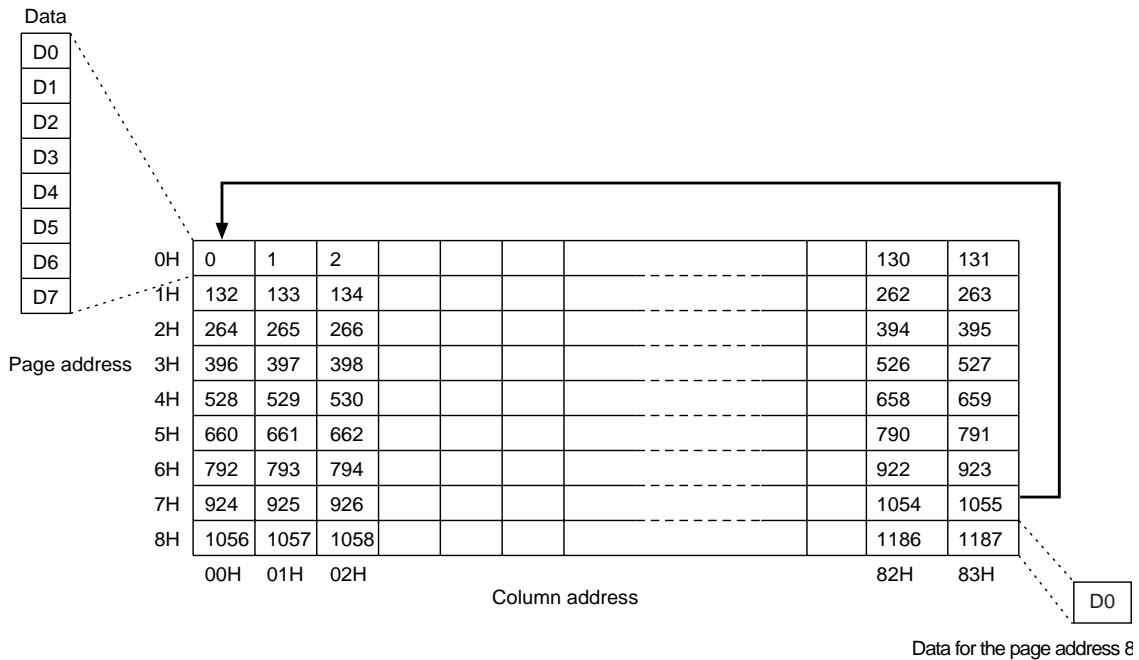 Data
D0
D1
D2
D3
D4
D5
D6
D7
0H 0 1 2 130 131
1H 132 133 134 262 263
2H 264 265 266 394 395
Page address 3H 396 397 398 526 527
4H 528 529 530 658 659
5H 660 661 662 790 791
6H 792 793 794 922 923
7H 924 925 926 1054 1055
8H 1056 1057 1058 1186 1187
00H 01H 02H 82H 83H
Column address
D0
Data for the page address 8